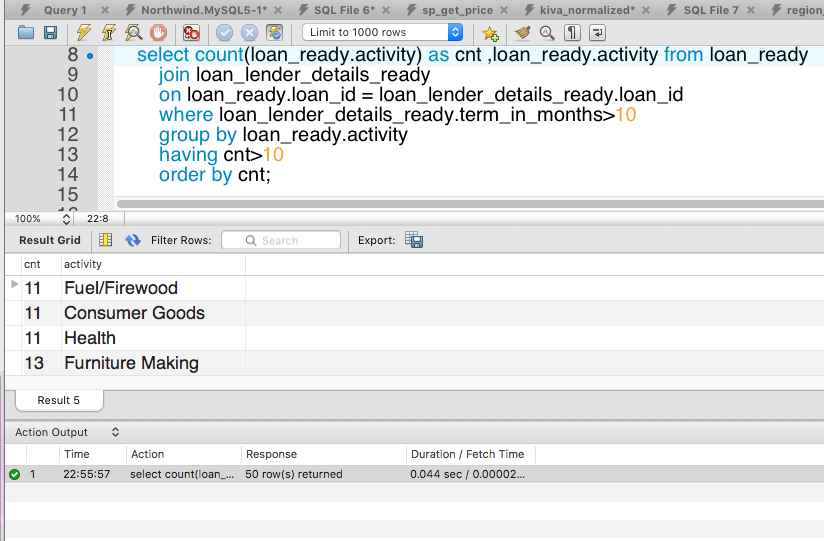 Query 1 Northwind.MySQL5-1* SQL File 6* sp_get_price kiva_normalized* SQL File 7 region_
Limit to 1000 rows
8 select count(loan_ready.activity) as cnt ,loan_ready.activity from loan_ready
9 join loan_lender_details_ready
10 on loan_ready.loan_id = loan_lender_details_ready.loan_id
11 where loan_lender_details_ready.term_in_months>10
12 group by loan_ready.activity
13 having cnt>10
14 order by cnt;
15
100% 22:8
Result Grid Filter Rows: Search Export:
cnt activity
11 Fuel/Firewood
11 Consumer Goods
11 Health
13 Furniture Making
Result 5
Action Output
Time Action Response Duration / Fetch Time
1 22:55:57 select count(loan_... 50 row(s) returned 0.044 sec / 0.00002...